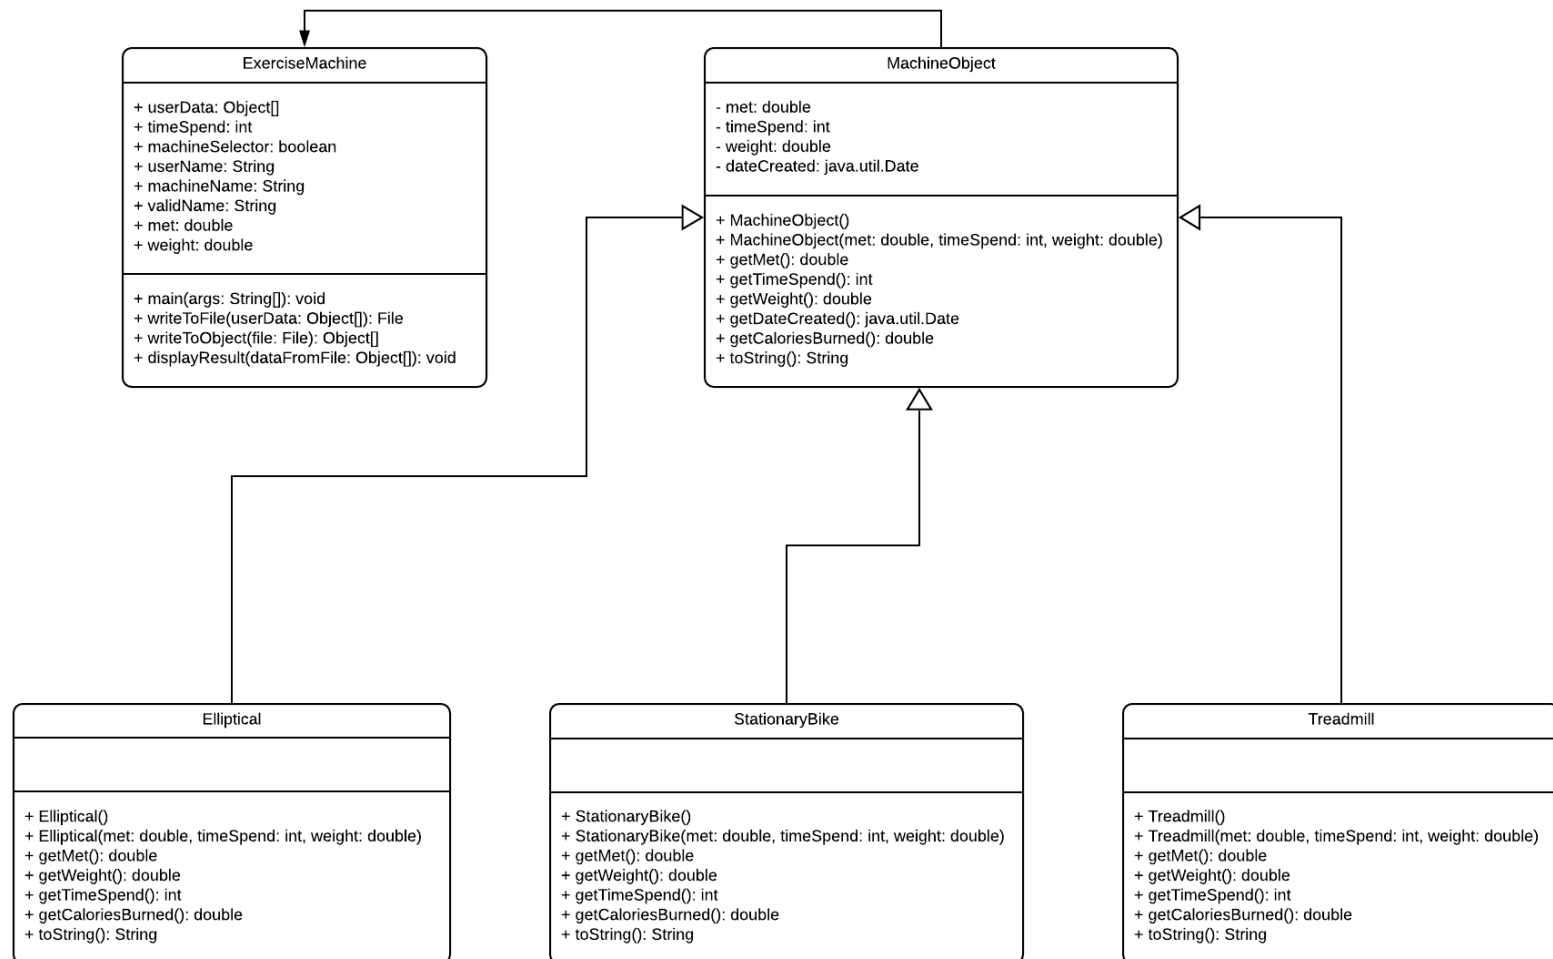 ExerciseMachine
+ userData: Object[]
+ timeSpend: int
+ machineSelector: boolean
+ userName: String
+ machineName: String
+ validName: String
+ met: double
+ weight: double
+ main(args: String[]): void
+ writeToFile(userData: Object[]): File
+ writeToObject(file: File): Object[]
+ displayResult(dataFromFile: Object[]): void
MachineObject
- met: double
- timeSpend: int
- weight: double
- dateCreated: java.util.Date
+ MachineObject()
+ MachineObject(met: double, timeSpend: int, weight: double)
+ getMet(): double
+ getTimeSpend(): int
+ getWeight(): double
+ getDateCreated(): java.util.Date
+ getCaloriesBurned(): double
+ toString(): String
Elliptical
+ Elliptical()
+ Elliptical(met: double, timeSpend: int, weight: double)
+ getMet(): double
+ getWeight(): double
+ getTimeSpend(): int
+ getCaloriesBurned(): double
+ toString(): String
StationaryBike
+ StationaryBike()
+ StationaryBike(met: double, timeSpend: int, weight: double)
+ getMet(): double
+ getWeight(): double
+ getTimeSpend(): int
+ getCaloriesBurned(): double
+ toString(): String
Treadmill
+ Treadmill()
+ Treadmill(met: double, timeSpend: int, weight: double)
+ getMet(): double
+ getWeight(): double
+ getTimeSpend(): int
+ getCaloriesBurned(): double
+ toString(): String